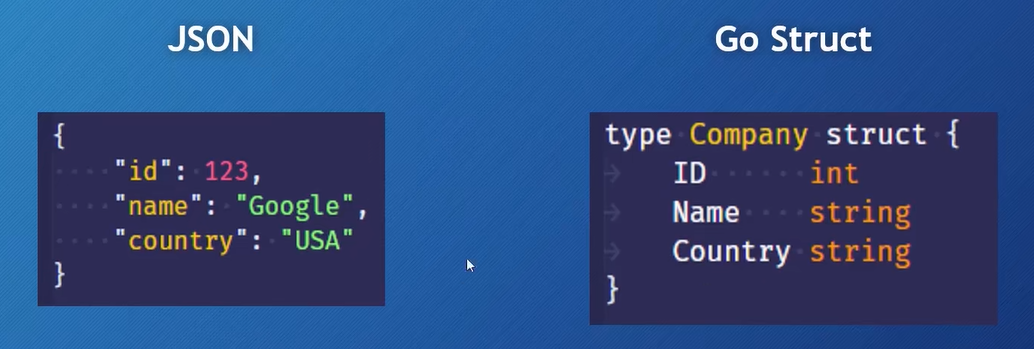 JSON
{
"id": 123,
"name": "Google",
"country": "USA"
}
Go Struct
type Company struct {
ID int
Name string
Country string
}